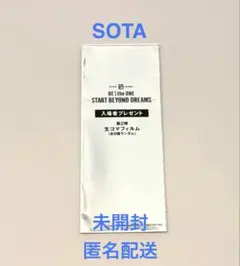 SOTA
BE:the ONE
-START BEYOND DREAMS-
入場者プレゼント
第2弾
生コマフィルム
未開封
匿名配送